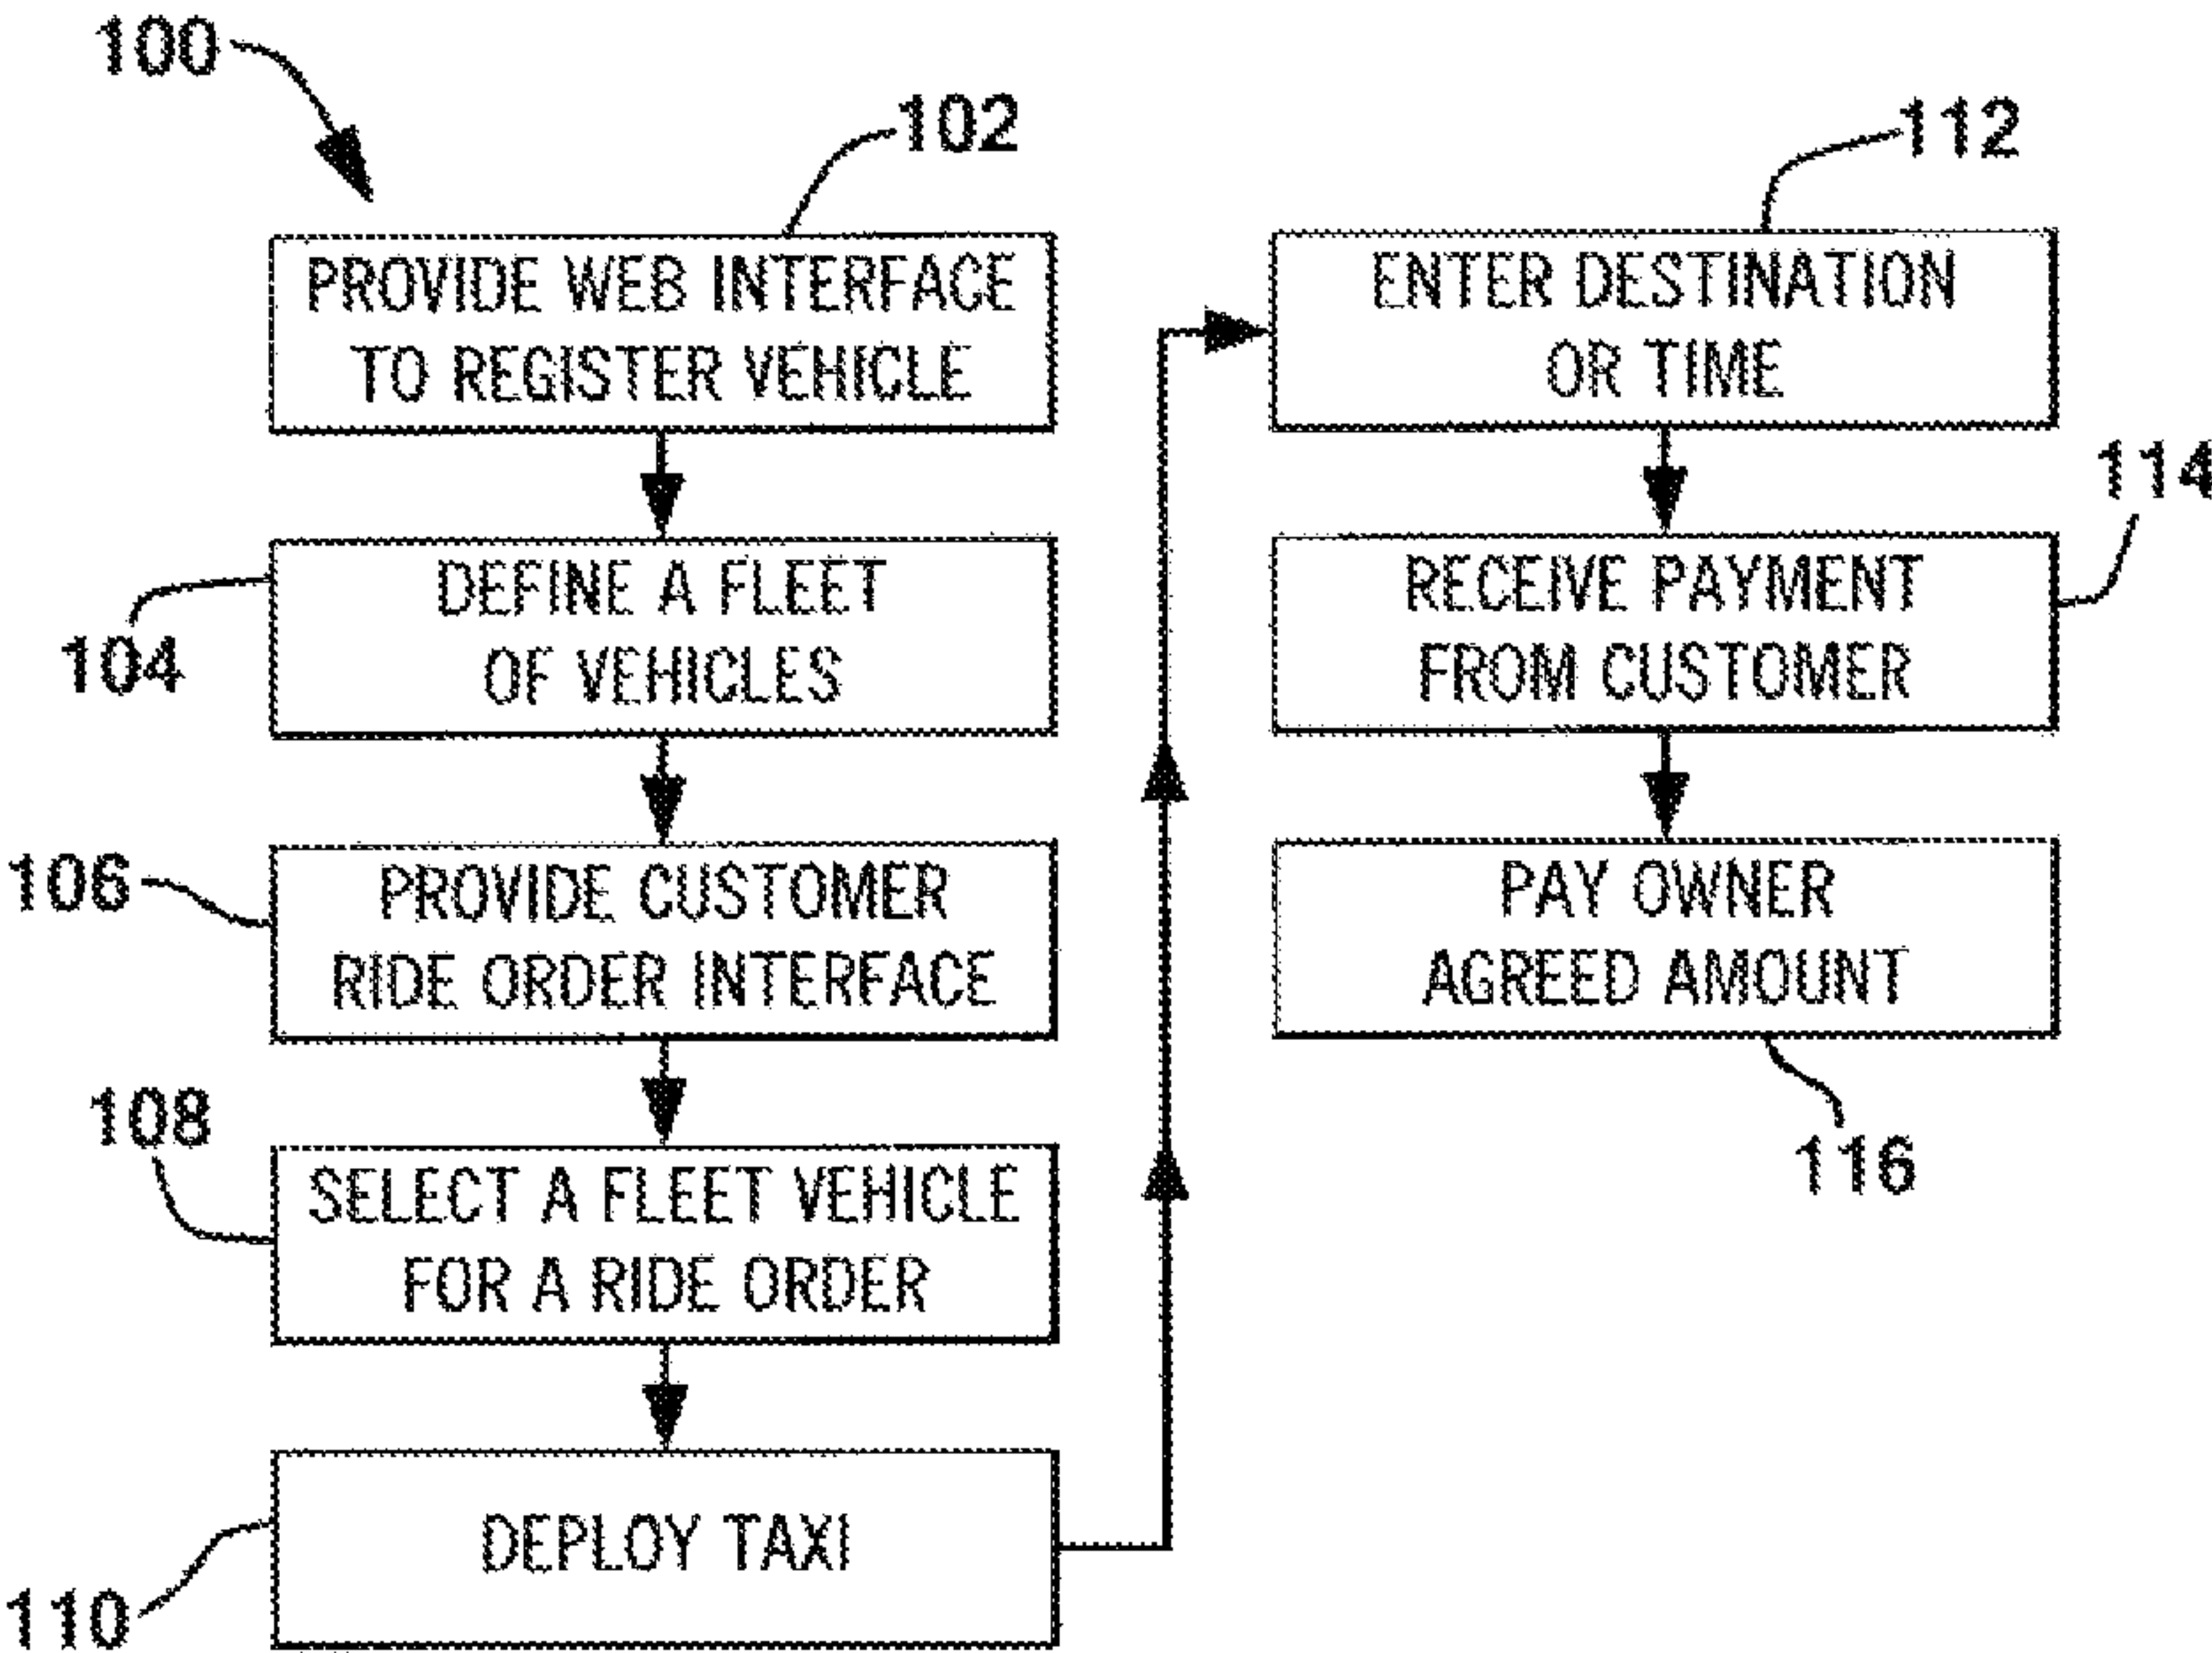 100
102
PROVIDE WEB INTERFACE
TO REGISTER VEHICLE
104
DEFINE A FLEET
OF VEHICLES
106
PROVIDE CUSTOMER
RIDE ORDER INTERFACE
108
SELECT A FLEET VEHICLE
FOR A RIDE ORDER
110
DEPLOY TAXI
112
ENTER DESTINATION
OR TIME
114
RECEIVE PAYMENT
FROM CUSTOMER
PAY OWNER
AGREED AMOUNT
116